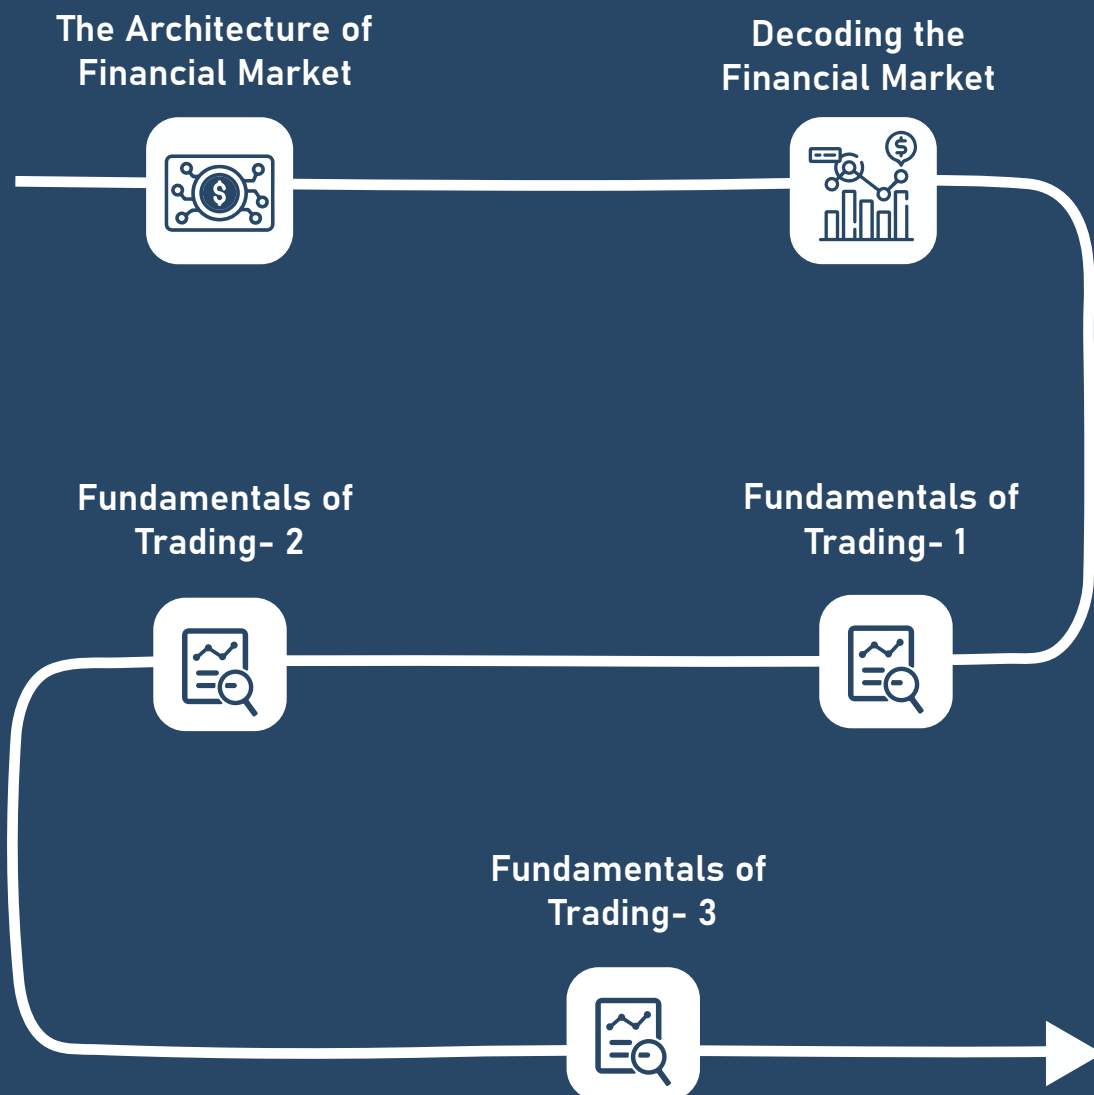 The Architecture of
Financial Market
Decoding the
Financial Market
Fundamentals of
Trading- 1
Fundamentals of
Trading- 2
Fundamentals of
Trading- 3